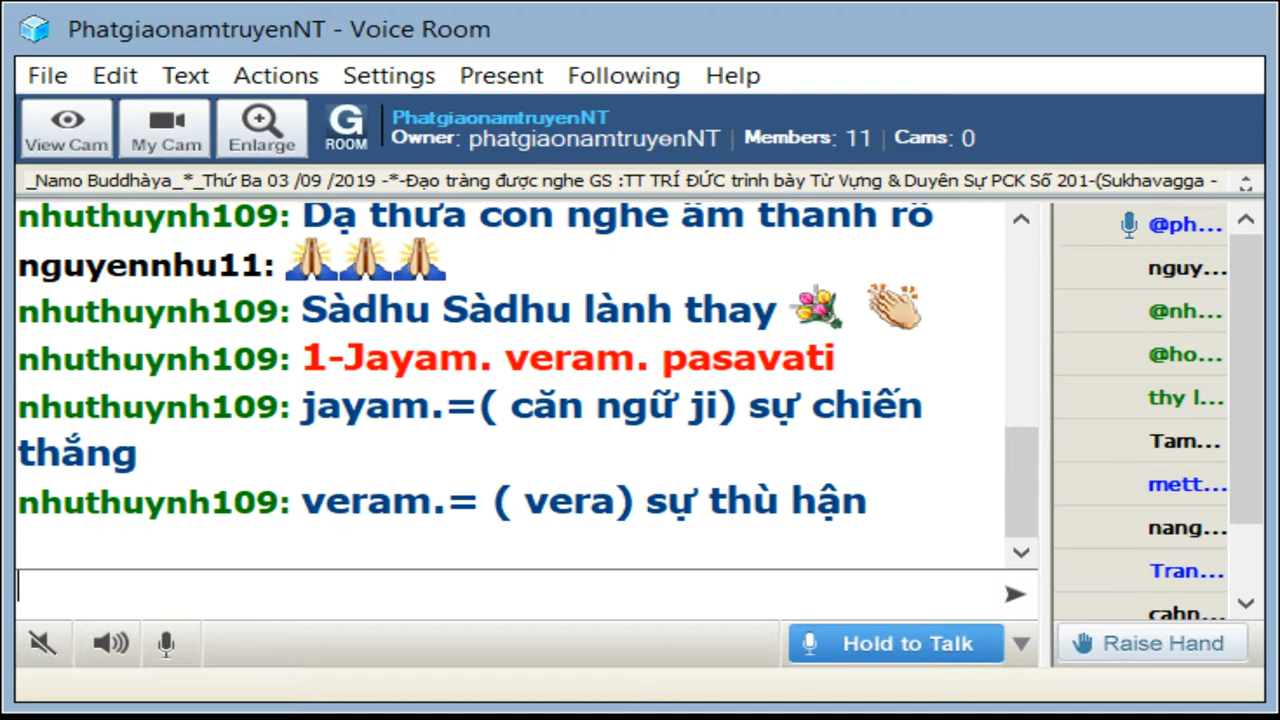 PhatgiaonamtruyenNT - Voice Room
File Edit Text Actions Settings Present Following Help
View Cam My Cam Enlarge G ROOM
PhatgiaonamtruyenNT
Owner: phatgiaonamtruyenNT | Members: 11 | Cams: 0
_Namo Buddhàya_*_Thứ Ba 03 /09 /2019 -*-Đạo tràng được nghe GS :TT TRÍ ĐỨC trình bày Từ Vựng & Duyên Sự PCK Số 201-(Sukhavagga -
nhuthuynh109: Dạ thưa con nghe âm thanh rõ
nguyennhu11:
nhuthuynh109: Sàdhu Sàdhu lành thay
nhuthuynh109: 1-Jayam. veram. pasavati
nhuthuynh109: jayam.=( căn ngữ ji) sự chiến
thắng
nhuthuynh109: veram.= ( vera) sự thù hận
@ph...
nguy...
@nh...
@ho...
thy l...
Tam...
mett...
nang...
Tran...
cahn...
Hold to Talk
Raise Hand